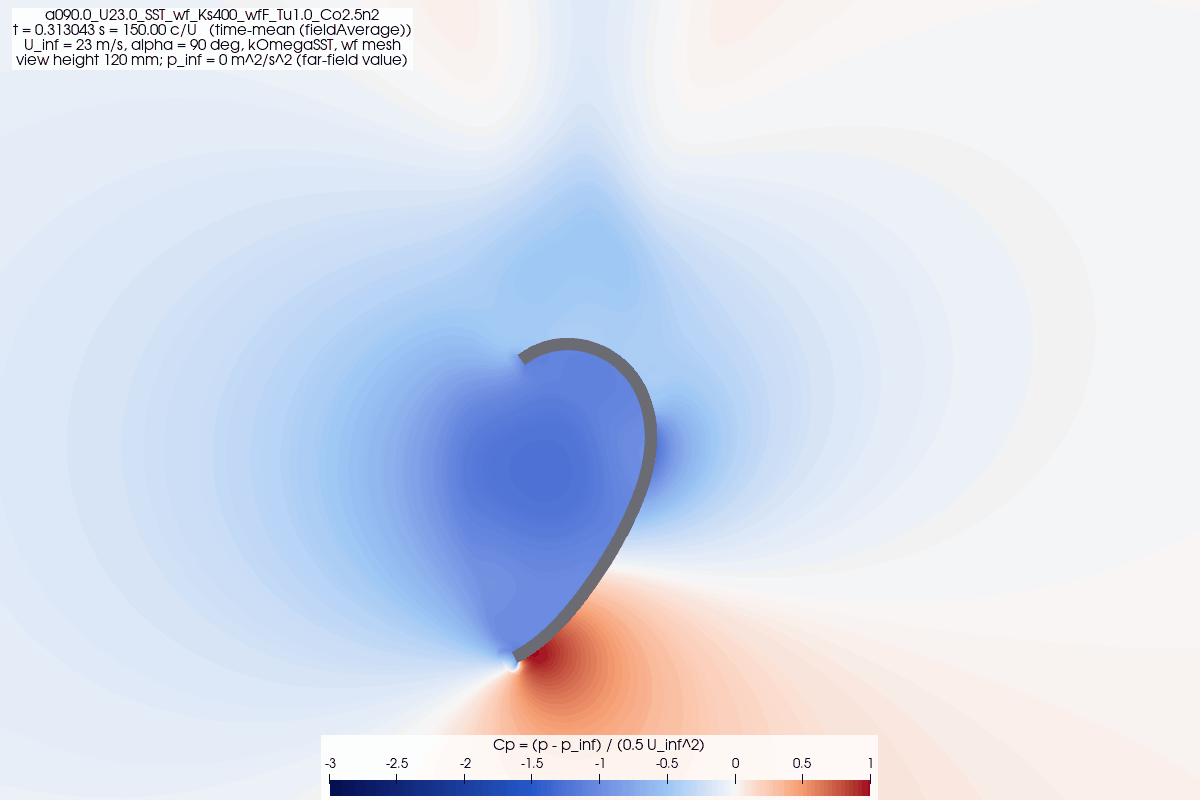 a090.0_U23.0_SST_wf_Ks400_wfF_Tu1.0_Co2.5n2
t = 0.313043 s = 150.00 c/U (time-mean (fieldAverage))
U_inf = 23 m/s, alpha = 90 deg, kOmegaSST, wf mesh
view height 120 mm; p_inf = 0 m^2/s^2 (far-field value)
Cp = (p - p_inf) / (0.5 U_inf^2)
-3 -2.5 -2 -1.5 -1 -0.5 0 0.5 1